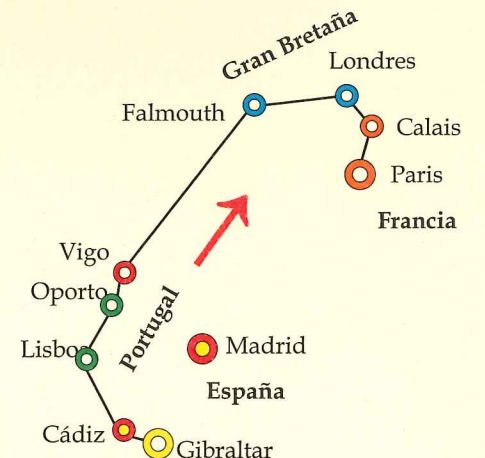 Gran Bretaña
Londres
Falmouth
Calais
Paris
Francia
Vigo
Oporto
Portugal
Lisboa
Madrid
España
Cádiz
Gibraltar